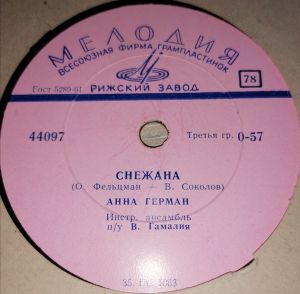 МЕЛОДИЯ
ВСЕСОЮЗНАЯ ФИРМА ГРАМПЛАСТИНОК
Гост 5289-61
РИЖСКИЙ ЗАВОД
78
44097
Третья гр. 0-57
СНЕЖАНА
(О. Фельцман — В. Соколов)
АННА ГЕРМАН
Инстр. ансамбль
п/у В. Гамалия